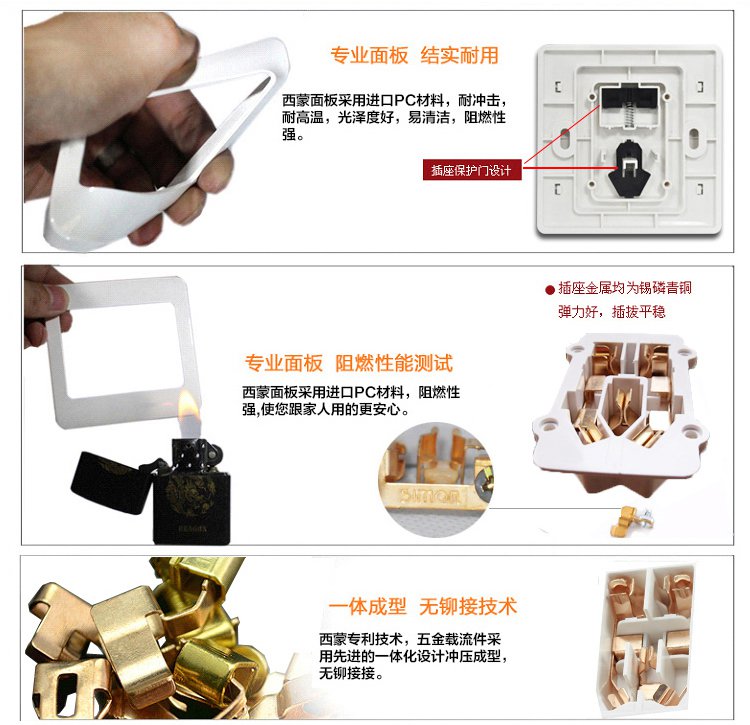 专业面板 结实耐用
西蒙面板采用进口PC材料，耐冲击，
耐高温，光泽度好，易清洁，阻燃性
强。
插座保护门设计
插座金属均为锡磷青铜
弹力好，插拔平稳
专业面板 阻燃性能测试
西蒙面板采用进口PC材料，阻燃性
强,使您跟家人用的更安心。
simon
一体成型 无铆接技术
西蒙专利技术，五金载流件采
用先进的一体化设计冲压成型，
无铆接接。